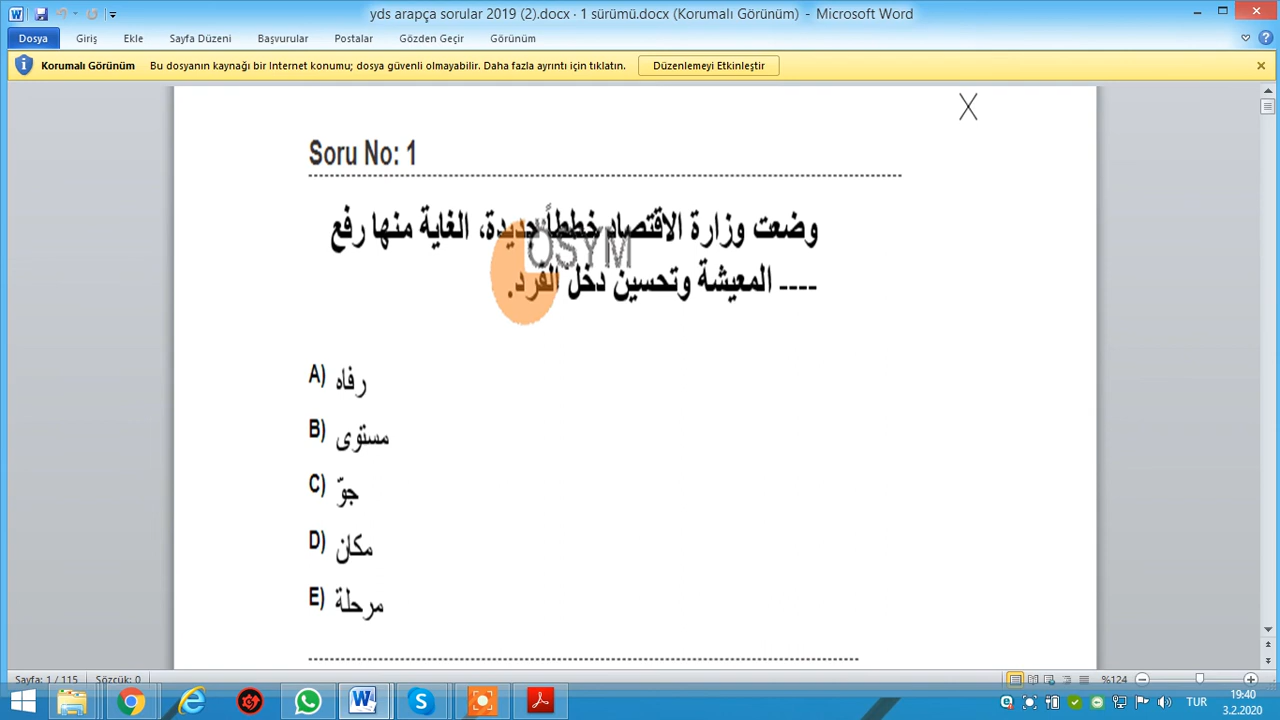 yds arapça sorular 2019 (2).docx · 1 sürümü.docx (Korumalı Görünüm) - Microsoft Word
Dosya Giriş Ekle Sayfa Düzeni Başvurular Postalar Gözden Geçir Görünüm
Korumalı Görünüm Bu dosyanın kaynağı bir Internet konumu; dosya güvenli olmayabilir. Daha fazla ayrıntı için tıklatın. Düzenlemeyi Etkinleştir
X
Soru No: 1
وضعت وزارة الاقتصاد خططاً جديدة، الغاية منها رفع
---- المعيشة وتحسين دخل الفرد.
ÖSYM
A) رفاه
B) مستوى
C) جوّ
D) مكان
E) مرحلة
Sayfa: 1 / 115 Sözcük: 0 %124
TUR 19:40
3.2.2020